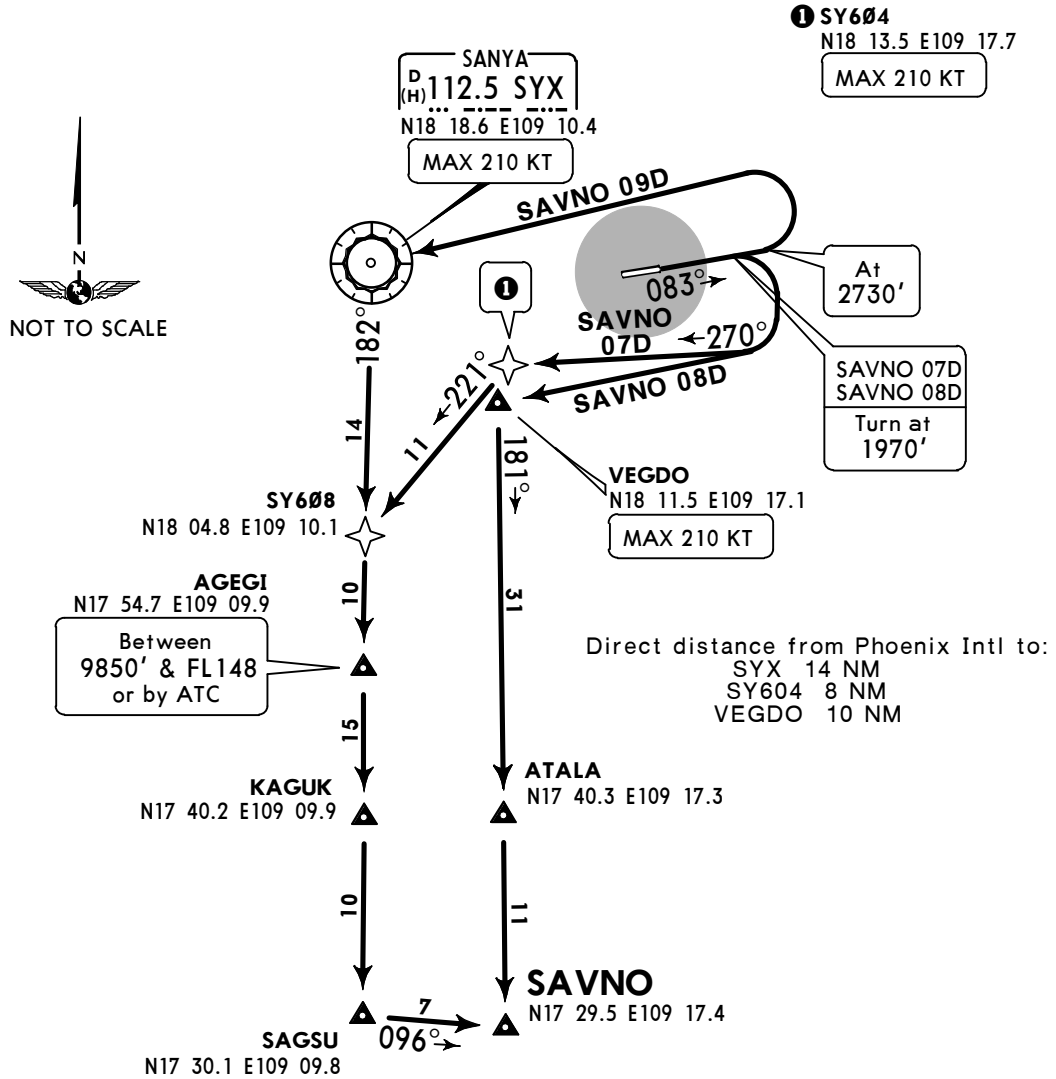 ❶ SY6Ø4
N18 13.5 E109 17.7
MAX 210 KT
SANYA
D
(H) 112.5 SYX
N18 18.6 E109 10.4
MAX 210 KT
N
NOT TO SCALE
SAVNO 09D
At
2730'
083°
❶
SAVNO
07D
270°
SAVNO 08D
SAVNO 07D
SAVNO 08D
Turn at
1970'
182°
221°
14
11
181°
VEGDO
N18 11.5 E109 17.1
MAX 210 KT
SY6Ø8
N18 04.8 E109 10.1
10
31
AGEGI
N17 54.7 E109 09.9
Between
9850' & FL148
or by ATC
Direct distance from Phoenix Intl to:
SYX 14 NM
SY604 8 NM
VEGDO 10 NM
15
KAGUK
N17 40.2 E109 09.9
ATALA
N17 40.3 E109 17.3
10
11
SAVNO
N17 29.5 E109 17.4
7
096°
SAGSU
N17 30.1 E109 09.8